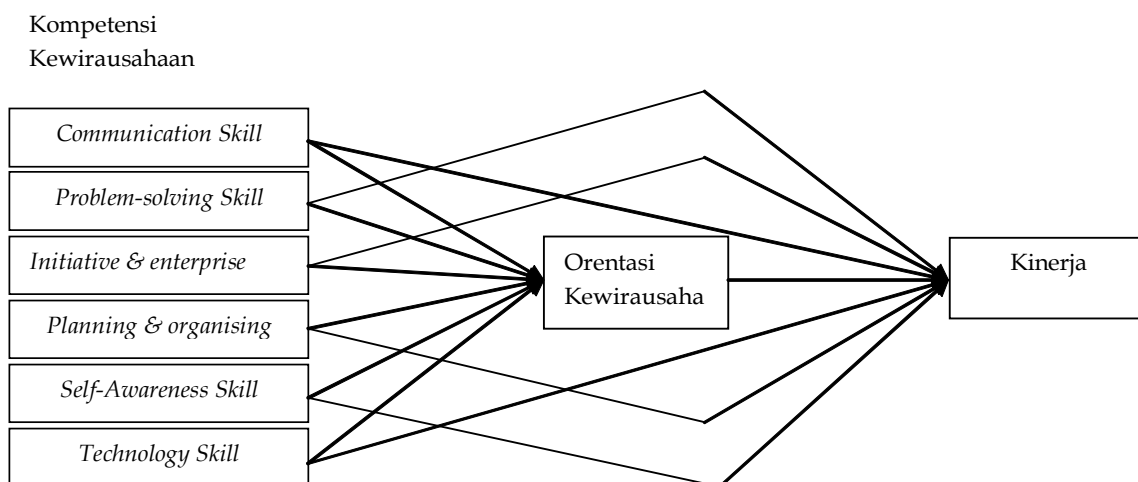 Kompetensi
Kewirausahaan
Communication Skill
Problem-solving Skill
Initiative & enterprise
Planning & organising
Self-Awareness Skill
Technology Skill
Orentasi
Kewirausaha
Kinerja